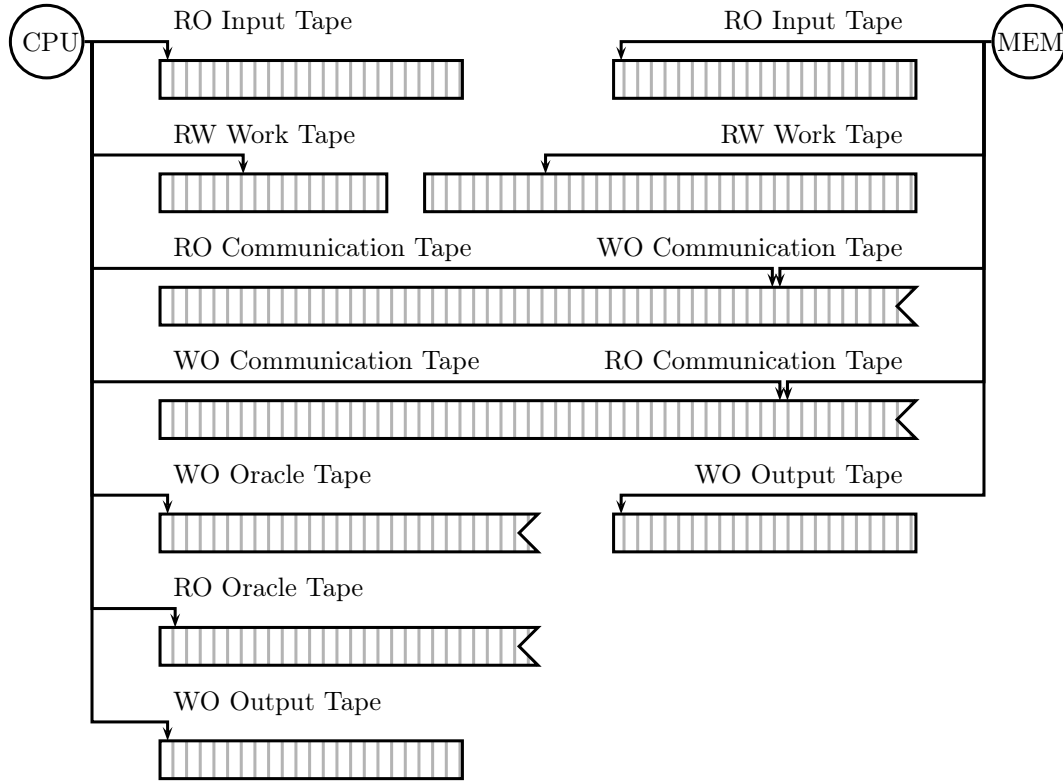 RO Input Tape RO Input Tape
CPU MEM
RW Work Tape RW Work Tape
RO Communication Tape WO Communication Tape
WO Communication Tape RO Communication Tape
WO Oracle Tape WO Output Tape
RO Oracle Tape
WO Output Tape